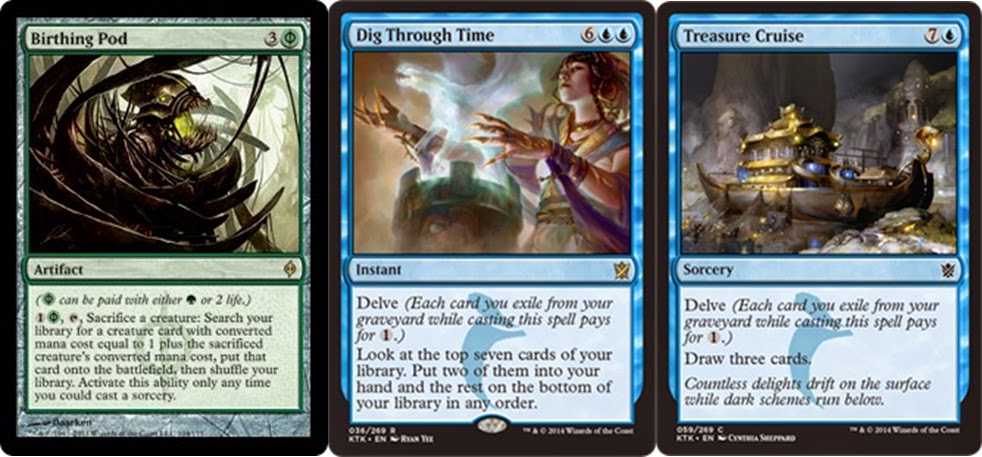 Birthing Pod 3
Artifact
( can be paid with either or 2 life.)
1 , , Sacrifice a creature: Search your
library for a creature card with converted
mana cost equal to 1 plus the sacrificed
creature's converted mana cost, put that
card onto the battlefield, then shuffle your
library. Activate this ability only any time
you could cast a sorcery.
Daarken
Dig Through Time 6
Instant
Delve (Each card you exile from your
graveyard while casting this spell pays
for 1.)
Look at the top seven cards of your
library. Put two of them into your
hand and the rest on the bottom of
your library in any order.
036/269 R
KTK • EN Ryan Yee
™ & © 2014 Wizards of the Coast
Treasure Cruise 7
Sorcery
Delve (Each card you exile from your
graveyard while casting this spell pays
for 1.)
Draw three cards.
Countless delights drift on the surface
while dark schemes run below.
059/269 C
KTK • EN Cynthia Sheppard
™ & © 2014 Wizards of the Coast